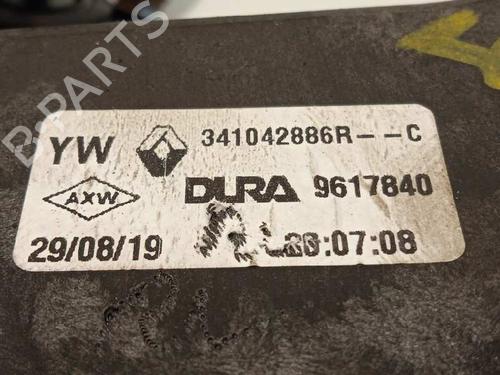 B-PARTS
YW 341042886R--C
AXW DURA 9617840
29/08/19 :07:08